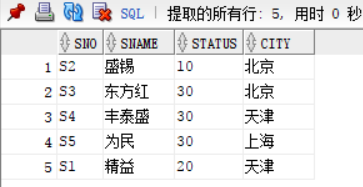 SQL | 提取的所有行: 5, 用时 0 秒
SNO SNAME STATUS CITY
1 S2 盛锡 10 北京
2 S3 东方红 30 北京
3 S4 丰泰盛 30 天津
4 S5 为民 30 上海
5 S1 精益 20 天津